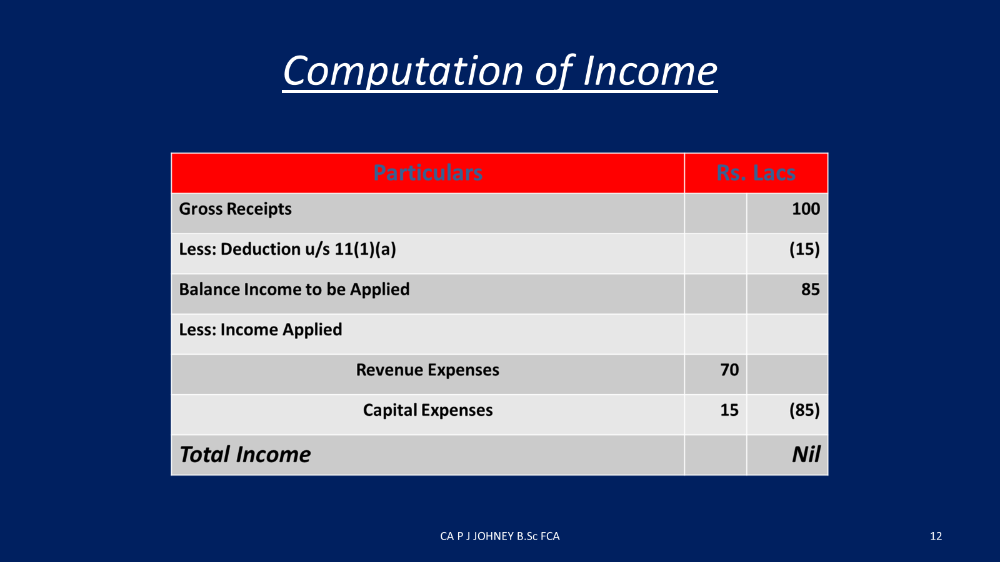 Computation of Income
Particulars Rs. Lacs
Gross Receipts 100
Less: Deduction u/s 11(1)(a) (15)
Balance Income to be Applied 85
Less: Income Applied
Revenue Expenses 70
Capital Expenses 15 (85)
Total Income Nil
CA P J JOHNEY B.Sc FCA 12